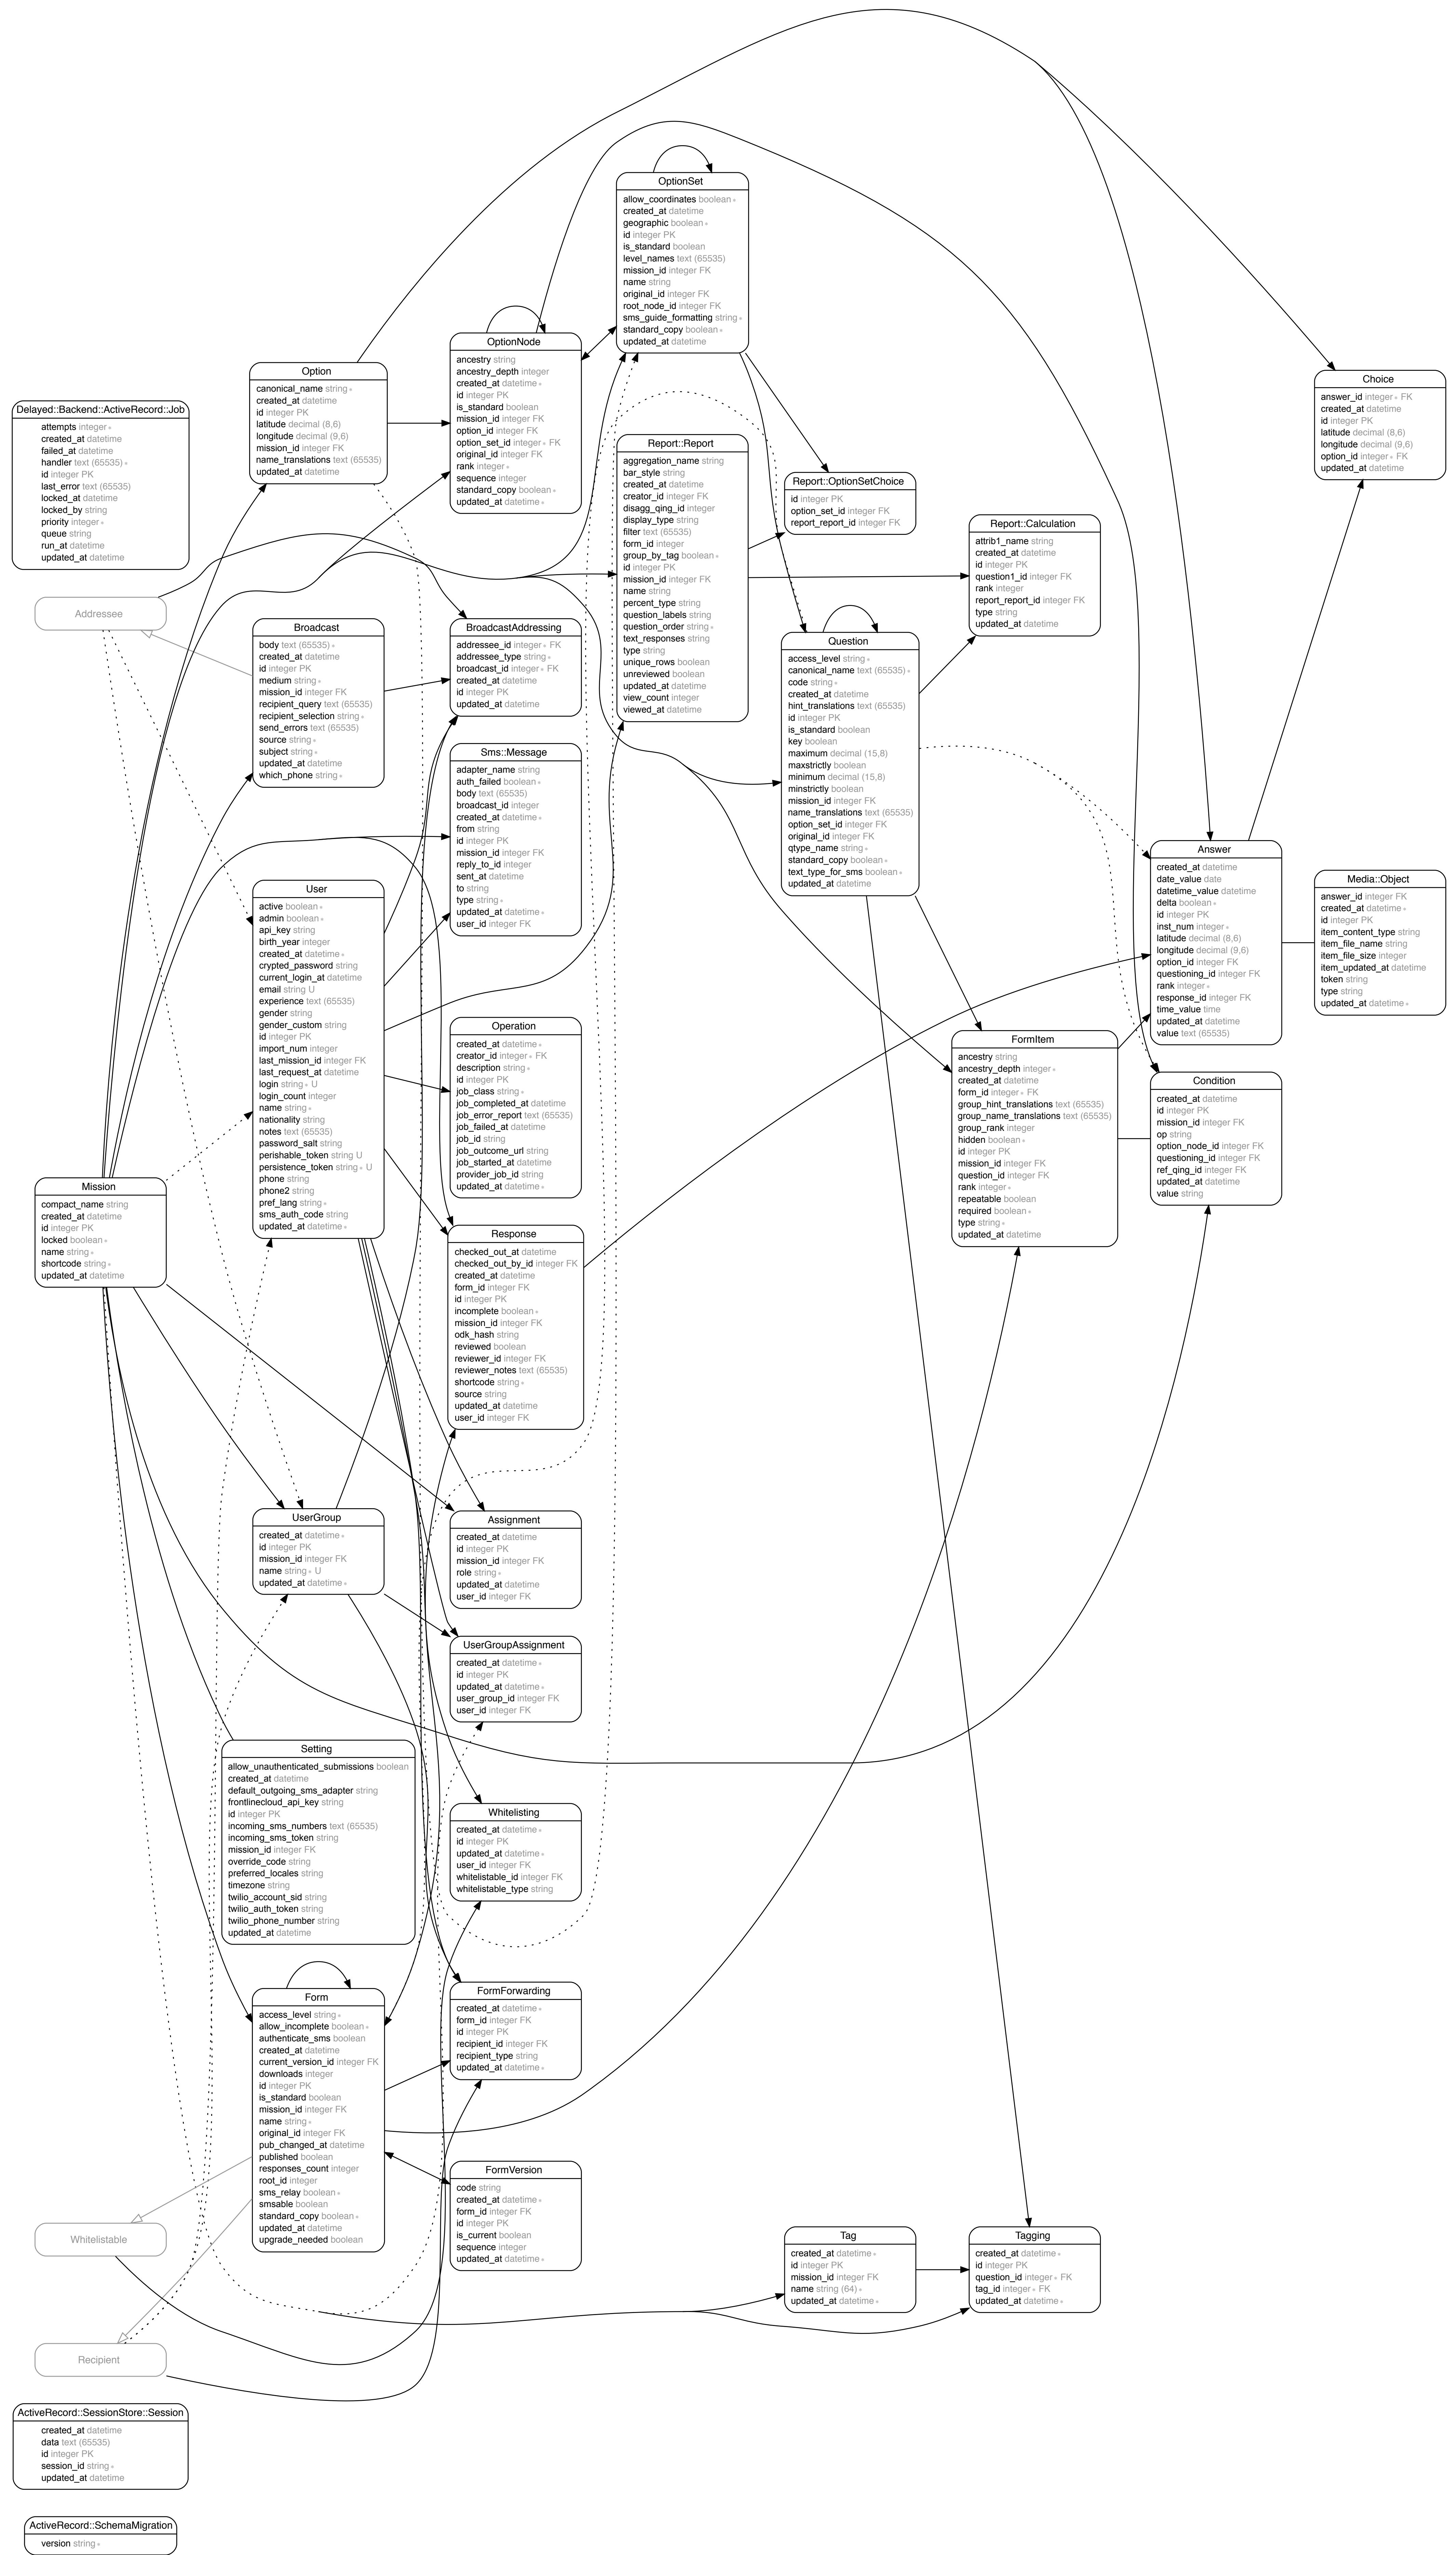 OptionSet
allow_coordinates boolean ∗
created_at datetime
geographic boolean ∗
id integer PK
is_standard boolean
level_names text (65535)
mission_id integer FK
name string
original_id integer FK
root_node_id integer FK
sms_guide_formatting string ∗
standard_copy boolean ∗
updated_at datetime
OptionNode
ancestry string
ancestry_depth integer
created_at datetime ∗
id integer PK
is_standard boolean
mission_id integer FK
option_id integer FK
option_set_id integer ∗ FK
original_id integer FK
rank integer ∗
sequence integer
standard_copy boolean ∗
updated_at datetime ∗
Option
canonical_name string ∗
created_at datetime
id integer PK
latitude decimal (8,6)
longitude decimal (9,6)
mission_id integer FK
name_translations text (65535)
updated_at datetime
Choice
answer_id integer ∗ FK
created_at datetime
id integer PK
latitude decimal (8,6)
longitude decimal (9,6)
option_id integer ∗ FK
updated_at datetime
Delayed::Backend::ActiveRecord::Job
attempts integer ∗
created_at datetime
failed_at datetime
handler text (65535) ∗
id integer PK
last_error text (65535)
locked_at datetime
locked_by string
priority integer ∗
queue string
run_at datetime
updated_at datetime
Report::Report
aggregation_name string
bar_style string
created_at datetime
creator_id integer FK
disagg_qing_id integer
display_type string
filter text (65535)
form_id integer
group_by_tag boolean ∗
id integer PK
mission_id integer FK
name string
percent_type string
question_labels string
question_order string ∗
text_responses string
type string
unique_rows boolean
unreviewed boolean
updated_at datetime
view_count integer
viewed_at datetime
Report::OptionSetChoice
id integer PK
option_set_id integer FK
report_report_id integer FK
Report::Calculation
attrib1_name string
created_at datetime
id integer PK
question1_id integer FK
rank integer
report_report_id integer FK
type string
updated_at datetime
Addressee
Broadcast
body text (65535) ∗
created_at datetime
id integer PK
medium string ∗
mission_id integer FK
recipient_query text (65535)
recipient_selection string ∗
send_errors text (65535)
source string ∗
subject string ∗
updated_at datetime
which_phone string ∗
BroadcastAddressing
addressee_id integer ∗ FK
addressee_type string ∗
broadcast_id integer ∗ FK
created_at datetime
id integer PK
updated_at datetime
Question
access_level string ∗
canonical_name text (65535) ∗
code string ∗
created_at datetime
hint_translations text (65535)
id integer PK
is_standard boolean
key boolean
maximum decimal (15,8)
maxstrictly boolean
minimum decimal (15,8)
minstrictly boolean
mission_id integer FK
name_translations text (65535)
option_set_id integer FK
original_id integer FK
qtype_name string ∗
standard_copy boolean ∗
text_type_for_sms boolean ∗
updated_at datetime
Sms::Message
adapter_name string
auth_failed boolean ∗
body text (65535)
broadcast_id integer
created_at datetime ∗
from string
id integer PK
mission_id integer FK
reply_to_id integer
sent_at datetime
to string
type string ∗
updated_at datetime ∗
user_id integer FK
Answer
created_at datetime
date_value date
datetime_value datetime
delta boolean ∗
id integer PK
inst_num integer ∗
latitude decimal (8,6)
longitude decimal (9,6)
option_id integer FK
questioning_id integer FK
rank integer ∗
response_id integer FK
time_value time
updated_at datetime
value text (65535)
Media::Object
answer_id integer FK
created_at datetime ∗
id integer PK
item_content_type string
item_file_name string
item_file_size integer
item_updated_at datetime
token string
type string
updated_at datetime ∗
User
active boolean ∗
admin boolean ∗
api_key string
birth_year integer
created_at datetime ∗
crypted_password string
current_login_at datetime
email string U
experience text (65535)
gender string
gender_custom string
id integer PK
import_num integer
last_mission_id integer FK
last_request_at datetime
login string ∗ U
login_count integer
name string ∗
nationality string
notes text (65535)
password_salt string
perishable_token string U
persistence_token string ∗ U
phone string
phone2 string
pref_lang string ∗
sms_auth_code string
updated_at datetime ∗
Operation
created_at datetime ∗
creator_id integer ∗ FK
description string ∗
id integer PK
job_class string ∗
job_completed_at datetime
job_error_report text (65535)
job_failed_at datetime
job_id string
job_outcome_url string
job_started_at datetime
provider_job_id string
updated_at datetime ∗
FormItem
ancestry string
ancestry_depth integer ∗
created_at datetime
form_id integer ∗ FK
group_hint_translations text (65535)
group_name_translations text (65535)
group_rank integer
hidden boolean ∗
id integer PK
mission_id integer FK
question_id integer FK
rank integer ∗
repeatable boolean
required boolean ∗
type string ∗
updated_at datetime
Condition
created_at datetime
id integer PK
mission_id integer FK
op string
option_node_id integer FK
questioning_id integer FK
ref_qing_id integer FK
updated_at datetime
value string
Mission
compact_name string
created_at datetime
id integer PK
locked boolean ∗
name string ∗
shortcode string ∗
updated_at datetime
Response
checked_out_at datetime
checked_out_by_id integer FK
created_at datetime
form_id integer FK
id integer PK
incomplete boolean ∗
mission_id integer FK
odk_hash string
reviewed boolean
reviewer_id integer FK
reviewer_notes text (65535)
shortcode string ∗
source string
updated_at datetime
user_id integer FK
UserGroup
created_at datetime ∗
id integer PK
mission_id integer FK
name string ∗ U
updated_at datetime ∗
Assignment
created_at datetime
id integer PK
mission_id integer FK
role string ∗
updated_at datetime
user_id integer FK
UserGroupAssignment
created_at datetime ∗
id integer PK
updated_at datetime ∗
user_group_id integer FK
user_id integer FK
Setting
allow_unauthenticated_submissions boolean
created_at datetime
default_outgoing_sms_adapter string
frontlinecloud_api_key string
id integer PK
incoming_sms_numbers text (65535)
incoming_sms_token string
mission_id integer FK
override_code string
preferred_locales string
timezone string
twilio_account_sid string
twilio_auth_token string
twilio_phone_number string
updated_at datetime
Whitelisting
created_at datetime ∗
id integer PK
updated_at datetime ∗
user_id integer FK
whitelistable_id integer FK
whitelistable_type string
Form
access_level string ∗
allow_incomplete boolean ∗
authenticate_sms boolean
created_at datetime
current_version_id integer FK
downloads integer
id integer PK
is_standard boolean
mission_id integer FK
name string ∗
original_id integer FK
pub_changed_at datetime
published boolean
responses_count integer
root_id integer
sms_relay boolean ∗
smsable boolean
standard_copy boolean ∗
updated_at datetime
upgrade_needed boolean
FormForwarding
created_at datetime ∗
form_id integer FK
id integer PK
recipient_id integer FK
recipient_type string
updated_at datetime ∗
FormVersion
code string
created_at datetime ∗
form_id integer FK
id integer PK
is_current boolean
sequence integer
updated_at datetime ∗
Whitelistable
Tag
created_at datetime ∗
id integer PK
mission_id integer FK
name string (64) ∗
updated_at datetime ∗
Tagging
created_at datetime ∗
id integer PK
question_id integer ∗ FK
tag_id integer ∗ FK
updated_at datetime ∗
Recipient
ActiveRecord::SessionStore::Session
created_at datetime
data text (65535)
id integer PK
session_id string ∗
updated_at datetime
ActiveRecord::SchemaMigration
version string ∗